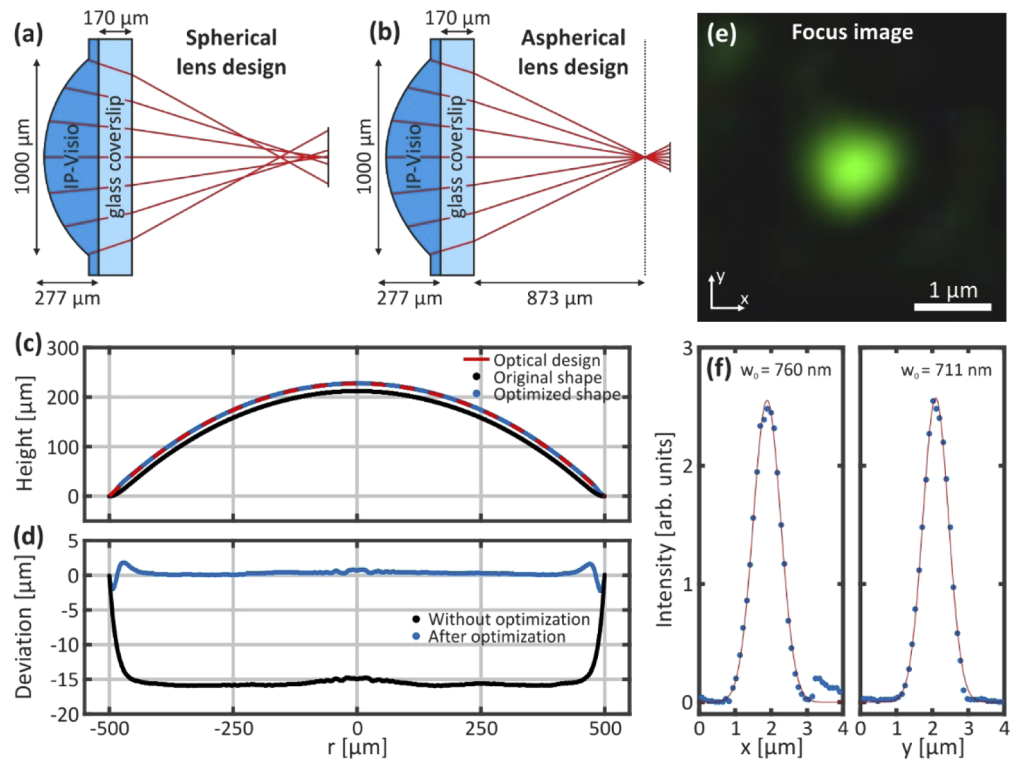 (a)
170 µm
Spherical
lens design
1000 µm
IP-Visio
glass coverslip
277 µm
(b)
170 µm
Aspherical
lens design
1000 µm
IP-Visio
glass coverslip
277 µm
873 µm
(e)
Focus image
y
x
1 µm
(c)
300
200
100
0
Height [µm]
Optical design
Original shape
Optimized shape
(d)
5
0
-5
-10
-15
-20
Deviation [µm]
Without optimization
After optimization
-500
-250
0
250
500
r [µm]
(f)
3
2
1
0
Intensity [arb. units]
w₀ = 760 nm
w₀ = 711 nm
0
1
2
3
4
x [µm]
0
1
2
3
4
y [µm]